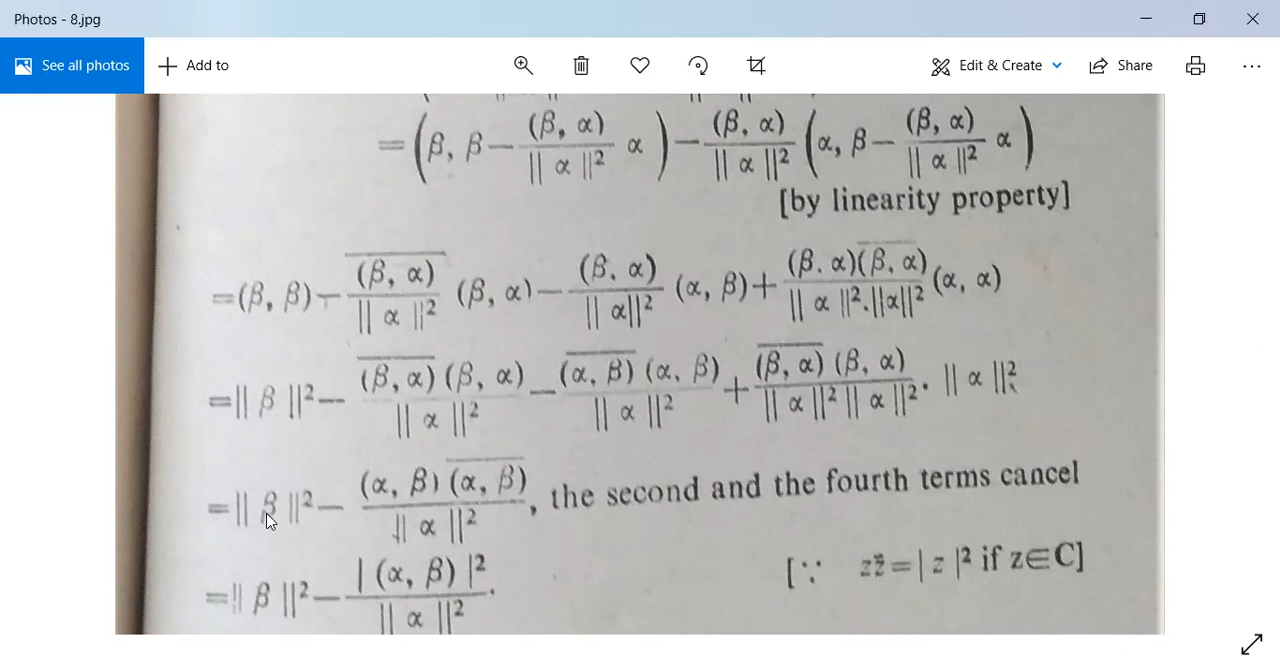 Photos - 8.jpg
See all photos
Add to
Edit & Create
Share
=(β, β− (β, α)/||α||² α)− (β, α)/||α||² (α, β− (β, α)/||α||² α)
[by linearity property]
=(β, β)− \overline{(β, α)}/||α||² (β, α)− (β. α)/||α||² (α, β)+ (β. α)\overline{(β. α)}/||α||².||α||² (α, α)
=||β||²− \overline{(β, α)} (β, α)/||α||² − \overline{(α, β)} (α, β)/||α||² + \overline{(β, α)} (β, α)/||α||² ||α||². ||α||²
=||β||²− (α, β) \overline{(α, β)}/||α||², the second and the fourth terms cancel
=||β||²− |(α, β)|²/||α||². [∵ zz̄=|z|² if z∈C]